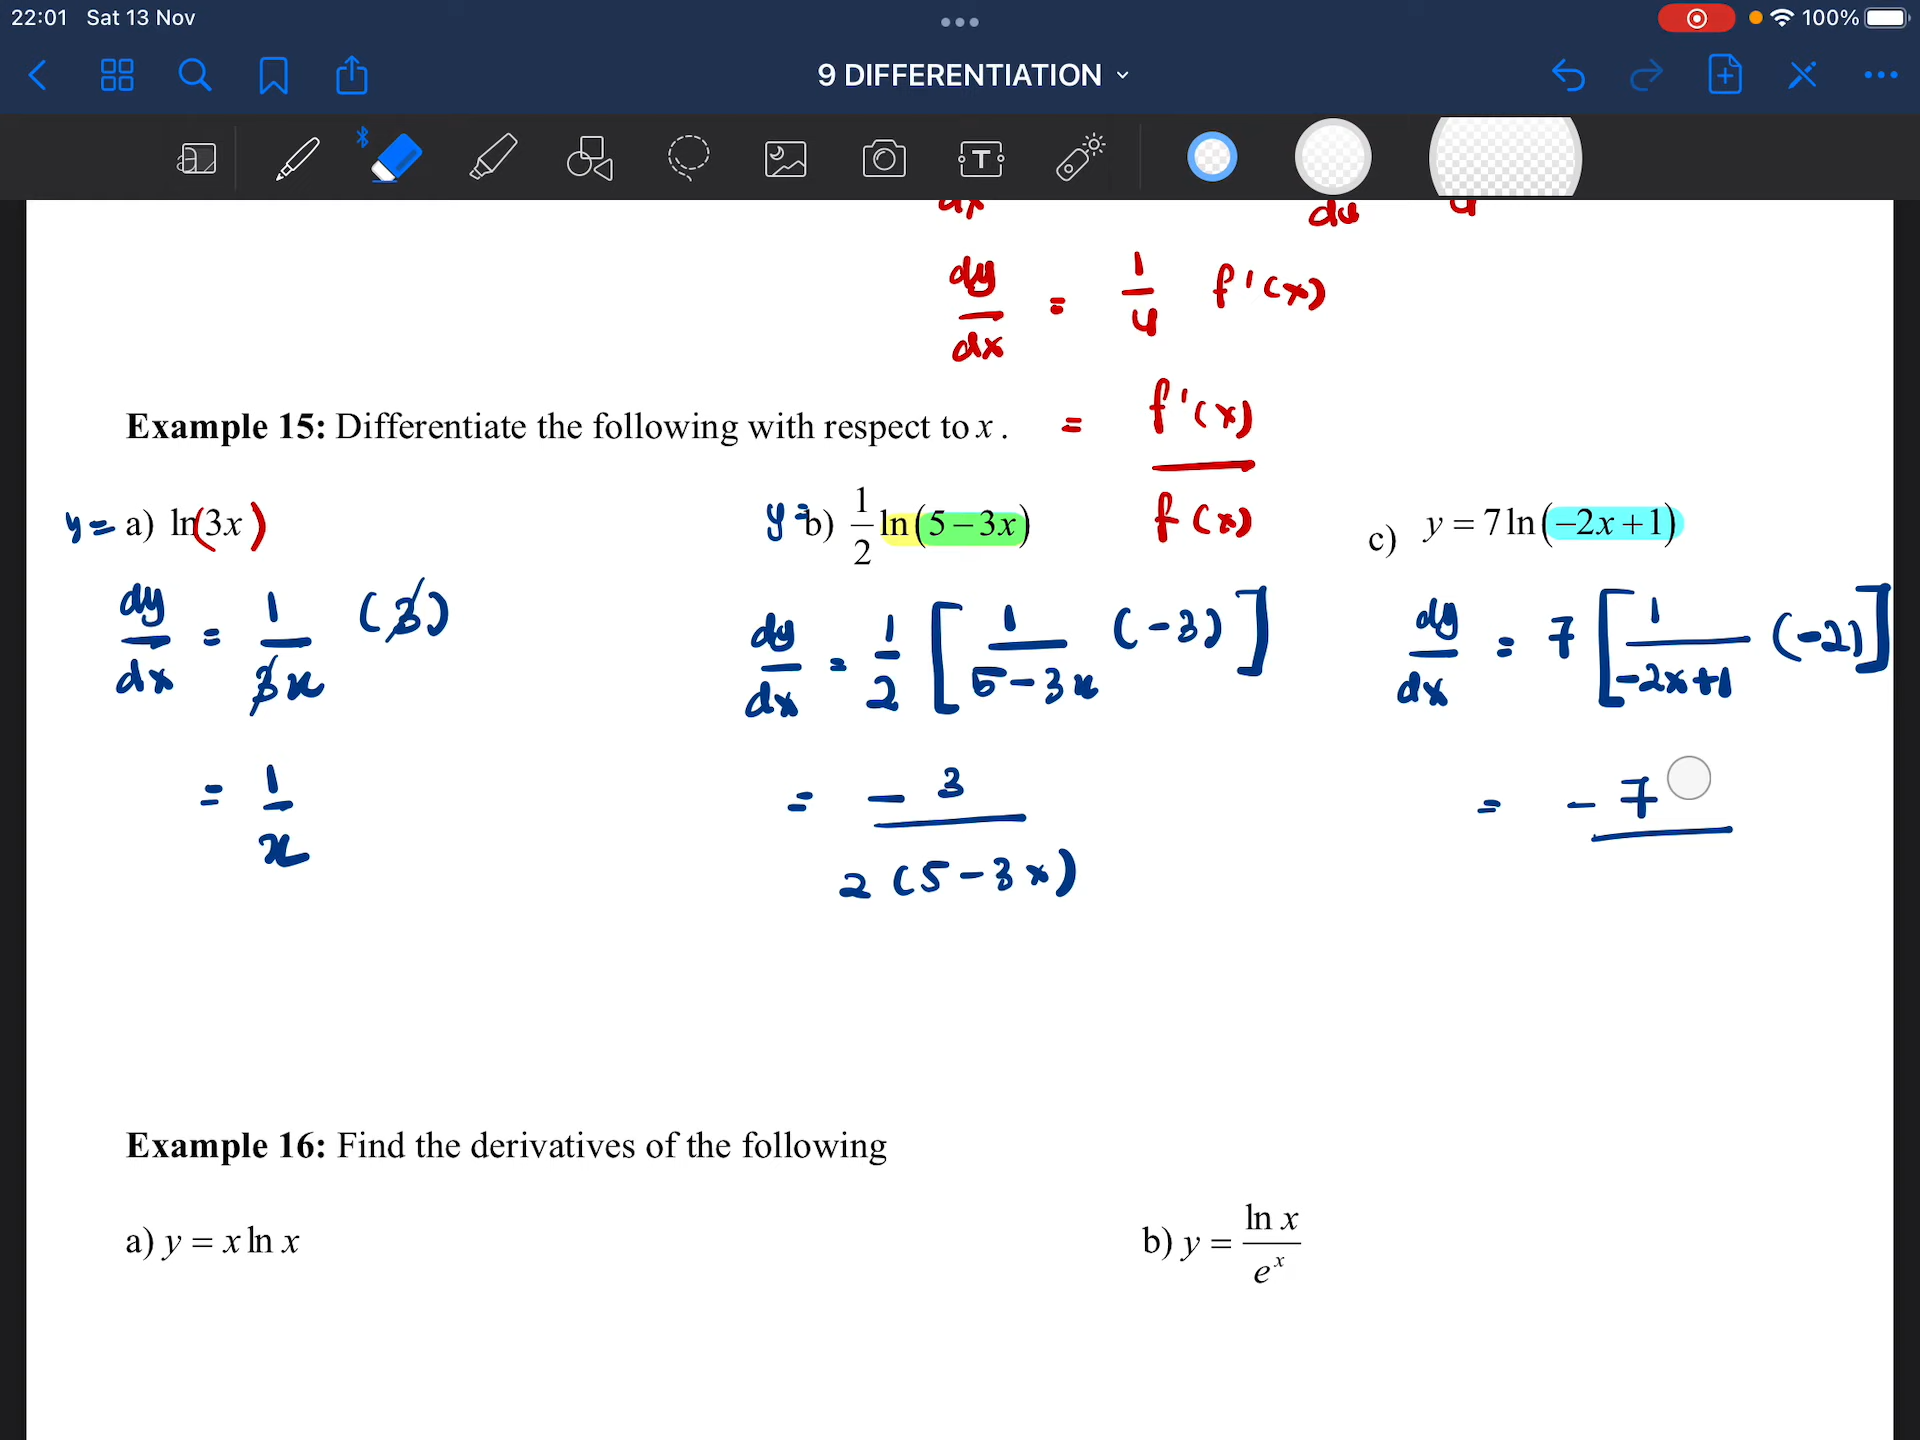 22:01 Sat 13 Nov
100%
9 DIFFERENTIATION
T
dx du u
dy/dx = 1/u f'(x)
= f'(x)/f(x)
Example 15: Differentiate the following with respect to x.
y = a) ln(3x) y= b) 1/2 ln(5 − 3x) c) y = 7 ln(−2x + 1)
dy/dx = 1/3x (3) dy/dx = 1/2 [1/5−3x (−3)] dy/dx = 7 [1/−2x+1 (−2)]
= 1/x = −3/2(5−3x) = −7
Example 16: Find the derivatives of the following
a) y = x ln x b) y = ln x/e^x